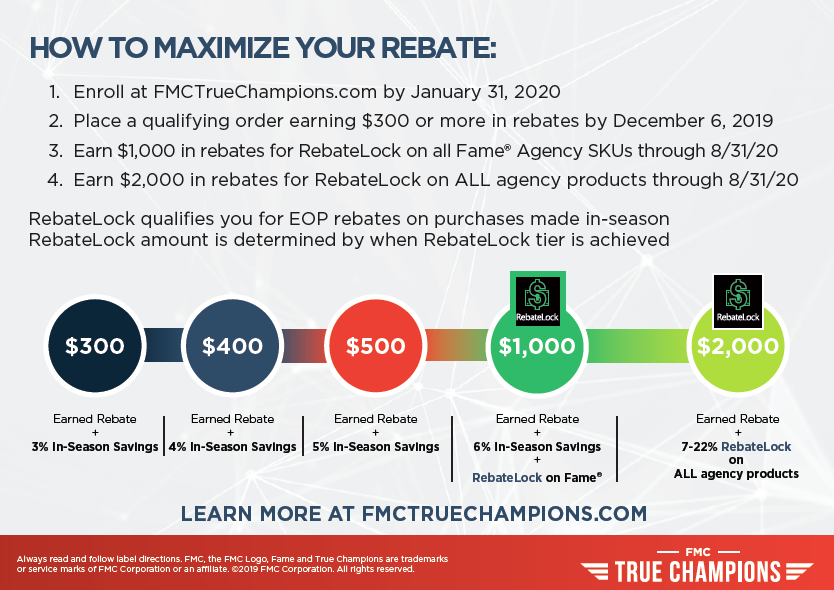 HOW TO MAXIMIZE YOUR REBATE:
1. Enroll at FMCTrueChampions.com by January 31, 2020
2. Place a qualifying order earning $300 or more in rebates by December 6, 2019
3. Earn $1,000 in rebates for RebateLock on all Fame® Agency SKUs through 8/31/20
4. Earn $2,000 in rebates for RebateLock on ALL agency products through 8/31/20
RebateLock qualifies you for EOP rebates on purchases made in-season
RebateLock amount is determined by when RebateLock tier is achieved
$300
Earned Rebate
+
3% In-Season Savings
$400
Earned Rebate
+
4% In-Season Savings
$500
Earned Rebate
+
5% In-Season Savings
RebateLock
$1,000
Earned Rebate
+
6% In-Season Savings
+
RebateLock on Fame®
RebateLock
$2,000
Earned Rebate
+
7-22% RebateLock
on
ALL agency products
LEARN MORE AT FMCTRUECHAMPIONS.COM
Always read and follow label directions. FMC, the FMC Logo, Fame and True Champions are trademarks
or service marks of FMC Corporation or an affiliate. ©2019 FMC Corporation. All rights reserved.
FMC
TRUE CHAMPIONS